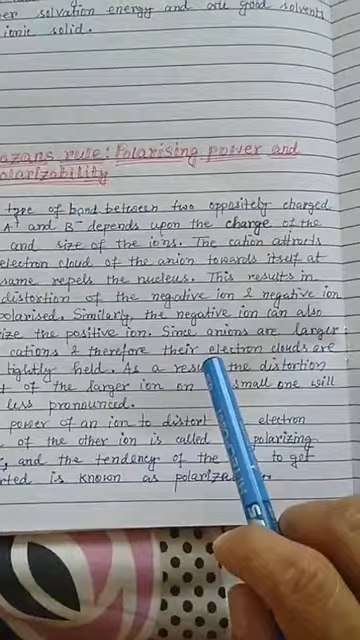 er solvation energy and are good solvents
ionic solid.
azans rule: Polarising power and
olarizability
type of bond between two oppositely charged
A+ and B- depends upon the charge of the
and size of the ions. The cation attracts
electron cloud of the anion towards itself at
same repels the nucleus. This results in
distostion of the negative ion & negative ion
polarised. Similarly, the negative ion can also
ize the positive ion. Since anions are larger
cations & therefore their electron clouds are
tightly held. As a resul the distortion
t of the larger ion on small one will
less pronounced.
power of an ion to distort electron
of the other ion is called polarizing
and the tendency of the to get
rted is known as polariza